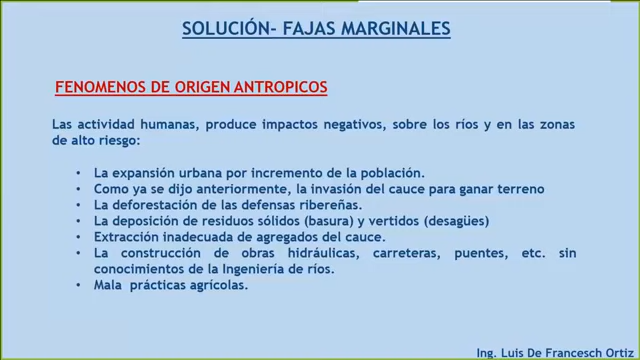 SOLUCIÓN- FAJAS MARGINALES
FENOMENOS DE ORIGEN ANTROPICOS
Las actividad humanas, produce impactos negativos, sobre los ríos y en las zonas
de alto riesgo:
• La expansión urbana por incremento de la población.
• Como ya se dijo anteriormente, la invasión del cauce para ganar terreno
• La deforestación de las defensas ribereñas.
• La deposición de residuos sólidos (basura) y vertidos (desagües)
• Extracción inadecuada de agregados del cauce.
• La construcción de obras hidráulicas, carreteras, puentes, etc. sin
conocimientos de la Ingeniería de ríos.
• Mala prácticas agrícolas.
Ing. Luis De Francesch Ortiz